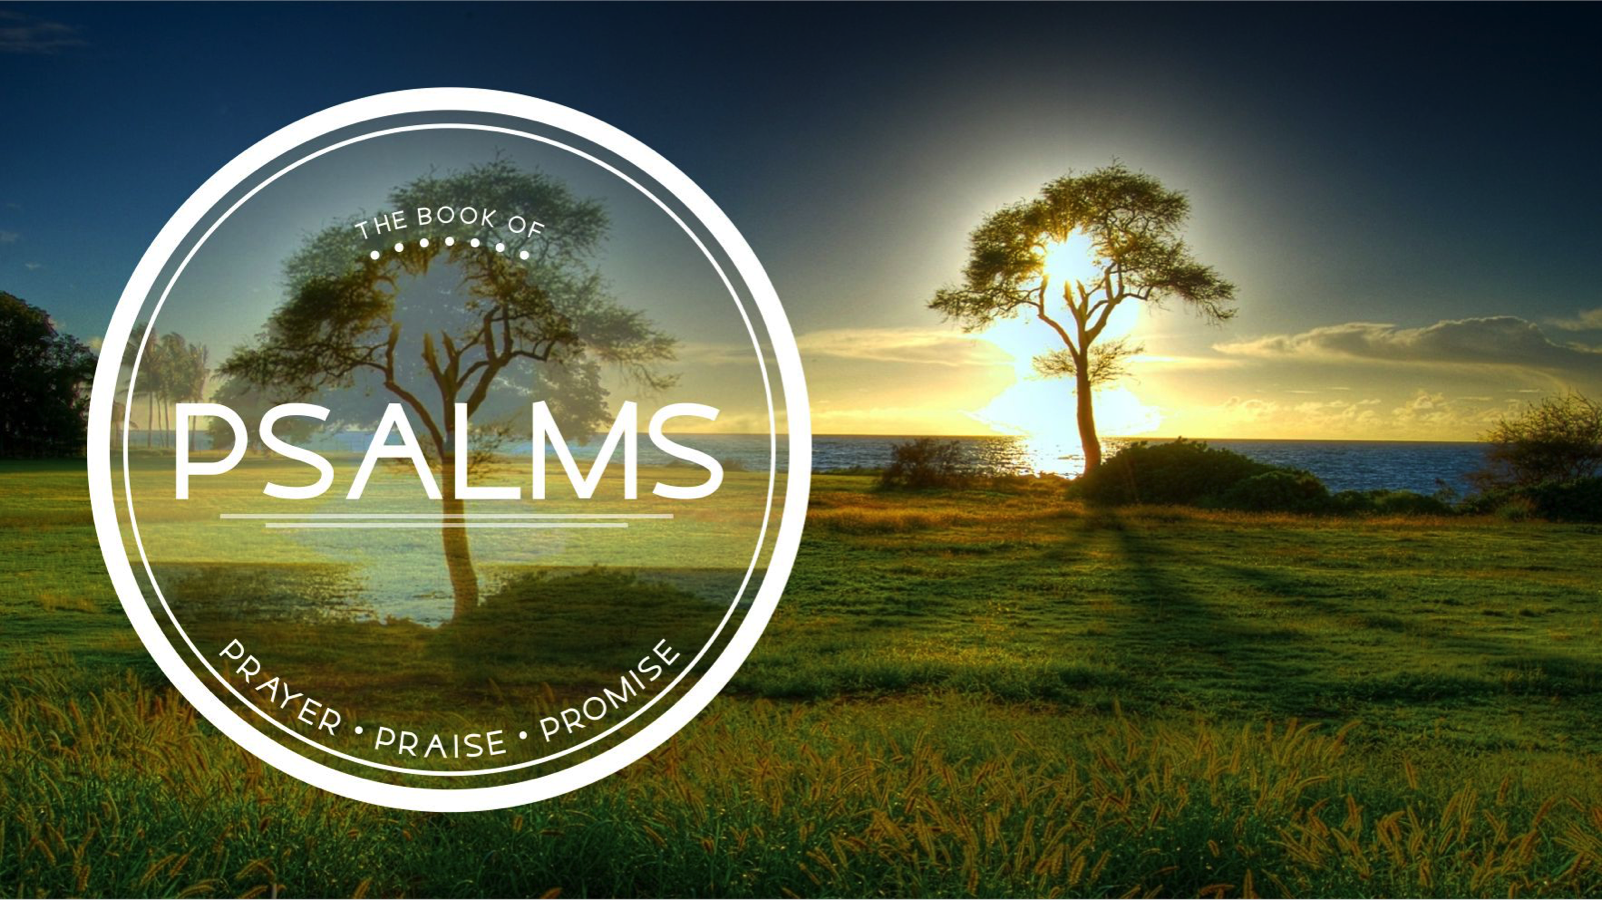 THE BOOK OF
PSALMS
PRAYER • PRAISE • PROMISE